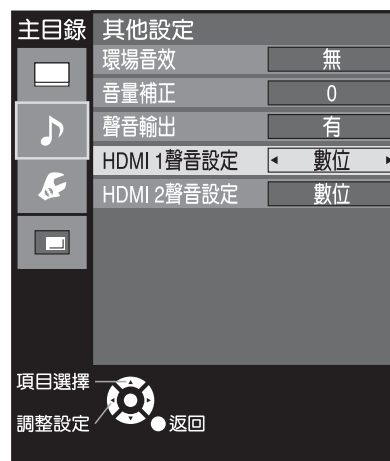 主目錄 其他設定
環場音效 無
音量補正 0
聲音輸出 有
HDMI 1聲音設定 數位
HDMI 2聲音設定 數位
項目選擇
調整設定 返回